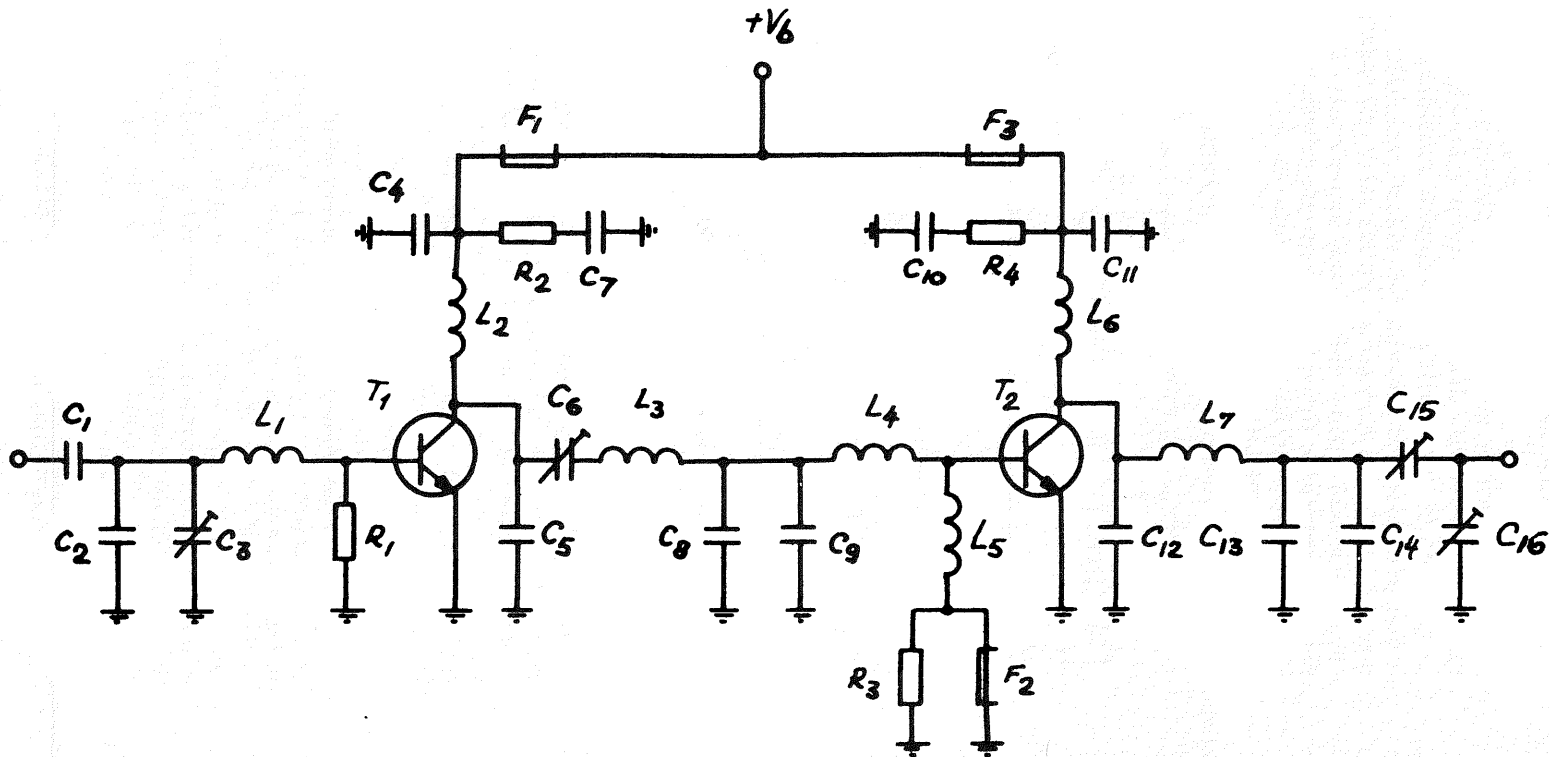 +Vb
F1 F3
C4
R2 C7 C10 R4 C11
L2 L6
C1 L1 T1 C6 L3 L4 T2 L7 C15
C2 C3 R1 C5 C8 C9 L5 C12 C13 C14 C16
R3 F2